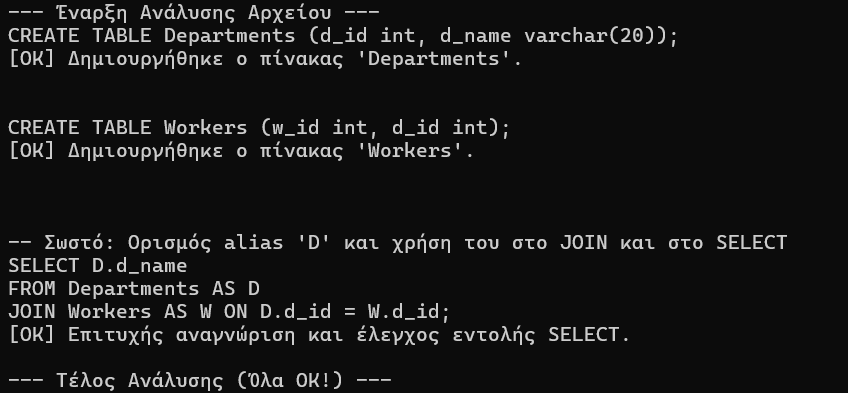 --- Έναρξη Ανάλυσης Αρχείου ---
CREATE TABLE Departments (d_id int, d_name varchar(20));
[OK] Δημιουργήθηκε ο πίνακας 'Departments'.
CREATE TABLE Workers (w_id int, d_id int);
[OK] Δημιουργήθηκε ο πίνακας 'Workers'.
-- Σωστό: Ορισμός alias 'D' και χρήση του στο JOIN και στο SELECT
SELECT D.d_name
FROM Departments AS D
JOIN Workers AS W ON D.d_id = W.d_id;
[OK] Επιτυχής αναγνώριση και έλεγχος εντολής SELECT.
--- Τέλος Ανάλυσης (Όλα OK!) ---